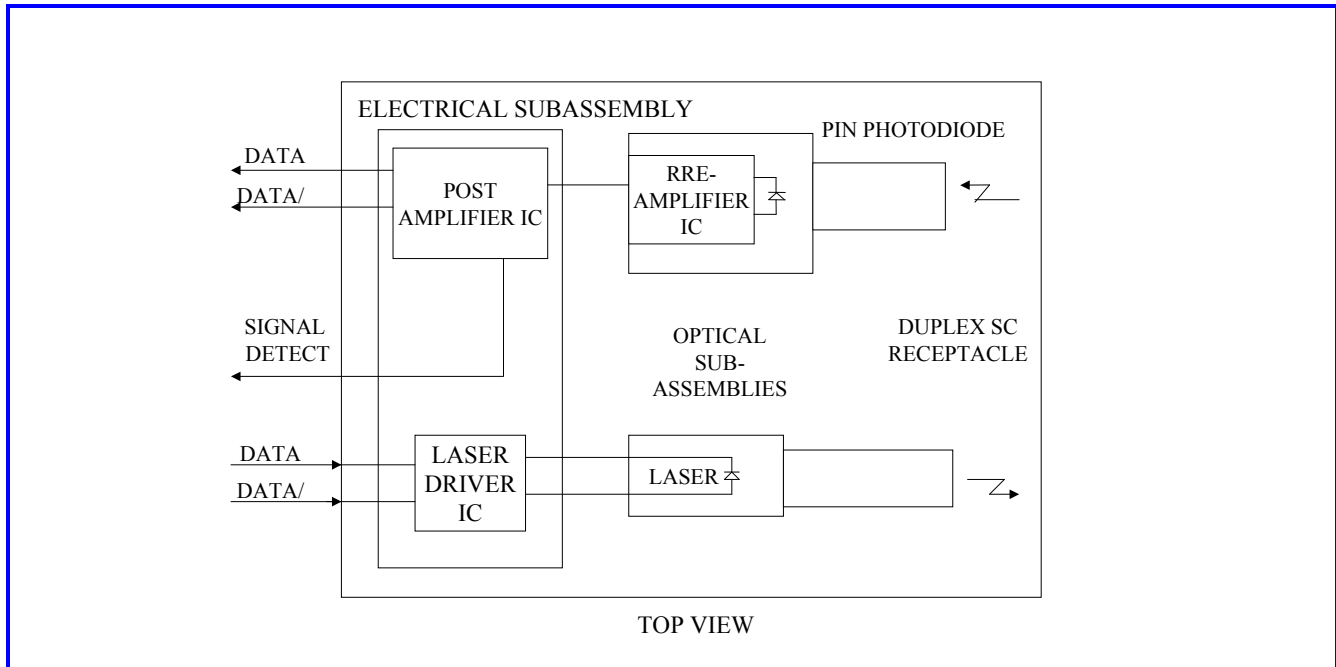 ELECTRICAL SUBASSEMBLY
PIN PHOTODIODE
DATA
DATA/
POST
AMPLIFIER IC
RRE-
AMPLIFIER
IC
SIGNAL
DETECT
OPTICAL
SUB-
ASSEMBLIES
DUPLEX SC
RECEPTACLE
DATA
DATA/
LASER
DRIVER
IC
LASER
TOP VIEW